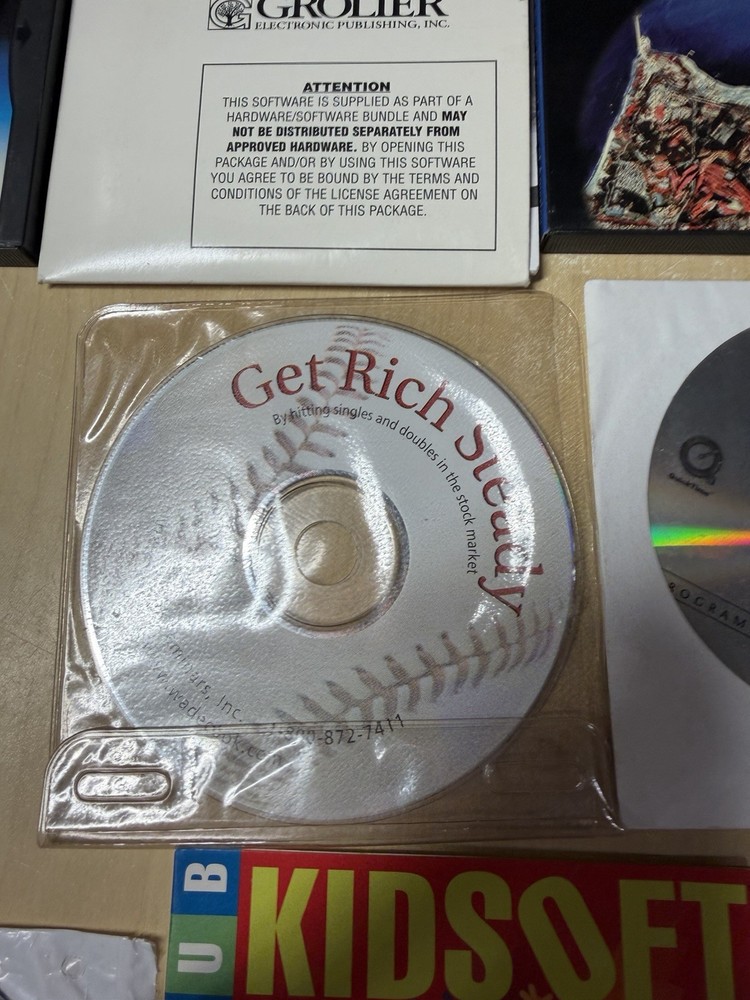 GROLIER
ELECTRONIC PUBLISHING, INC.
ATTENTION
THIS SOFTWARE IS SUPPLIED AS PART OF A
HARDWARE/SOFTWARE BUNDLE AND MAY
NOT BE DISTRIBUTED SEPARATELY FROM
APPROVED HARDWARE. BY OPENING THIS
PACKAGE AND/OR BY USING THIS SOFTWARE
YOU AGREE TO BE BOUND BY THE TERMS AND
CONDITIONS OF THE LICENSE AGREEMENT ON
THE BACK OF THIS PACKAGE.
Get Rich Steady
By hitting singles and doubles in the stock market
Inc.
1-800-872-7411
QuickTime
CLUB
KIDSOFT